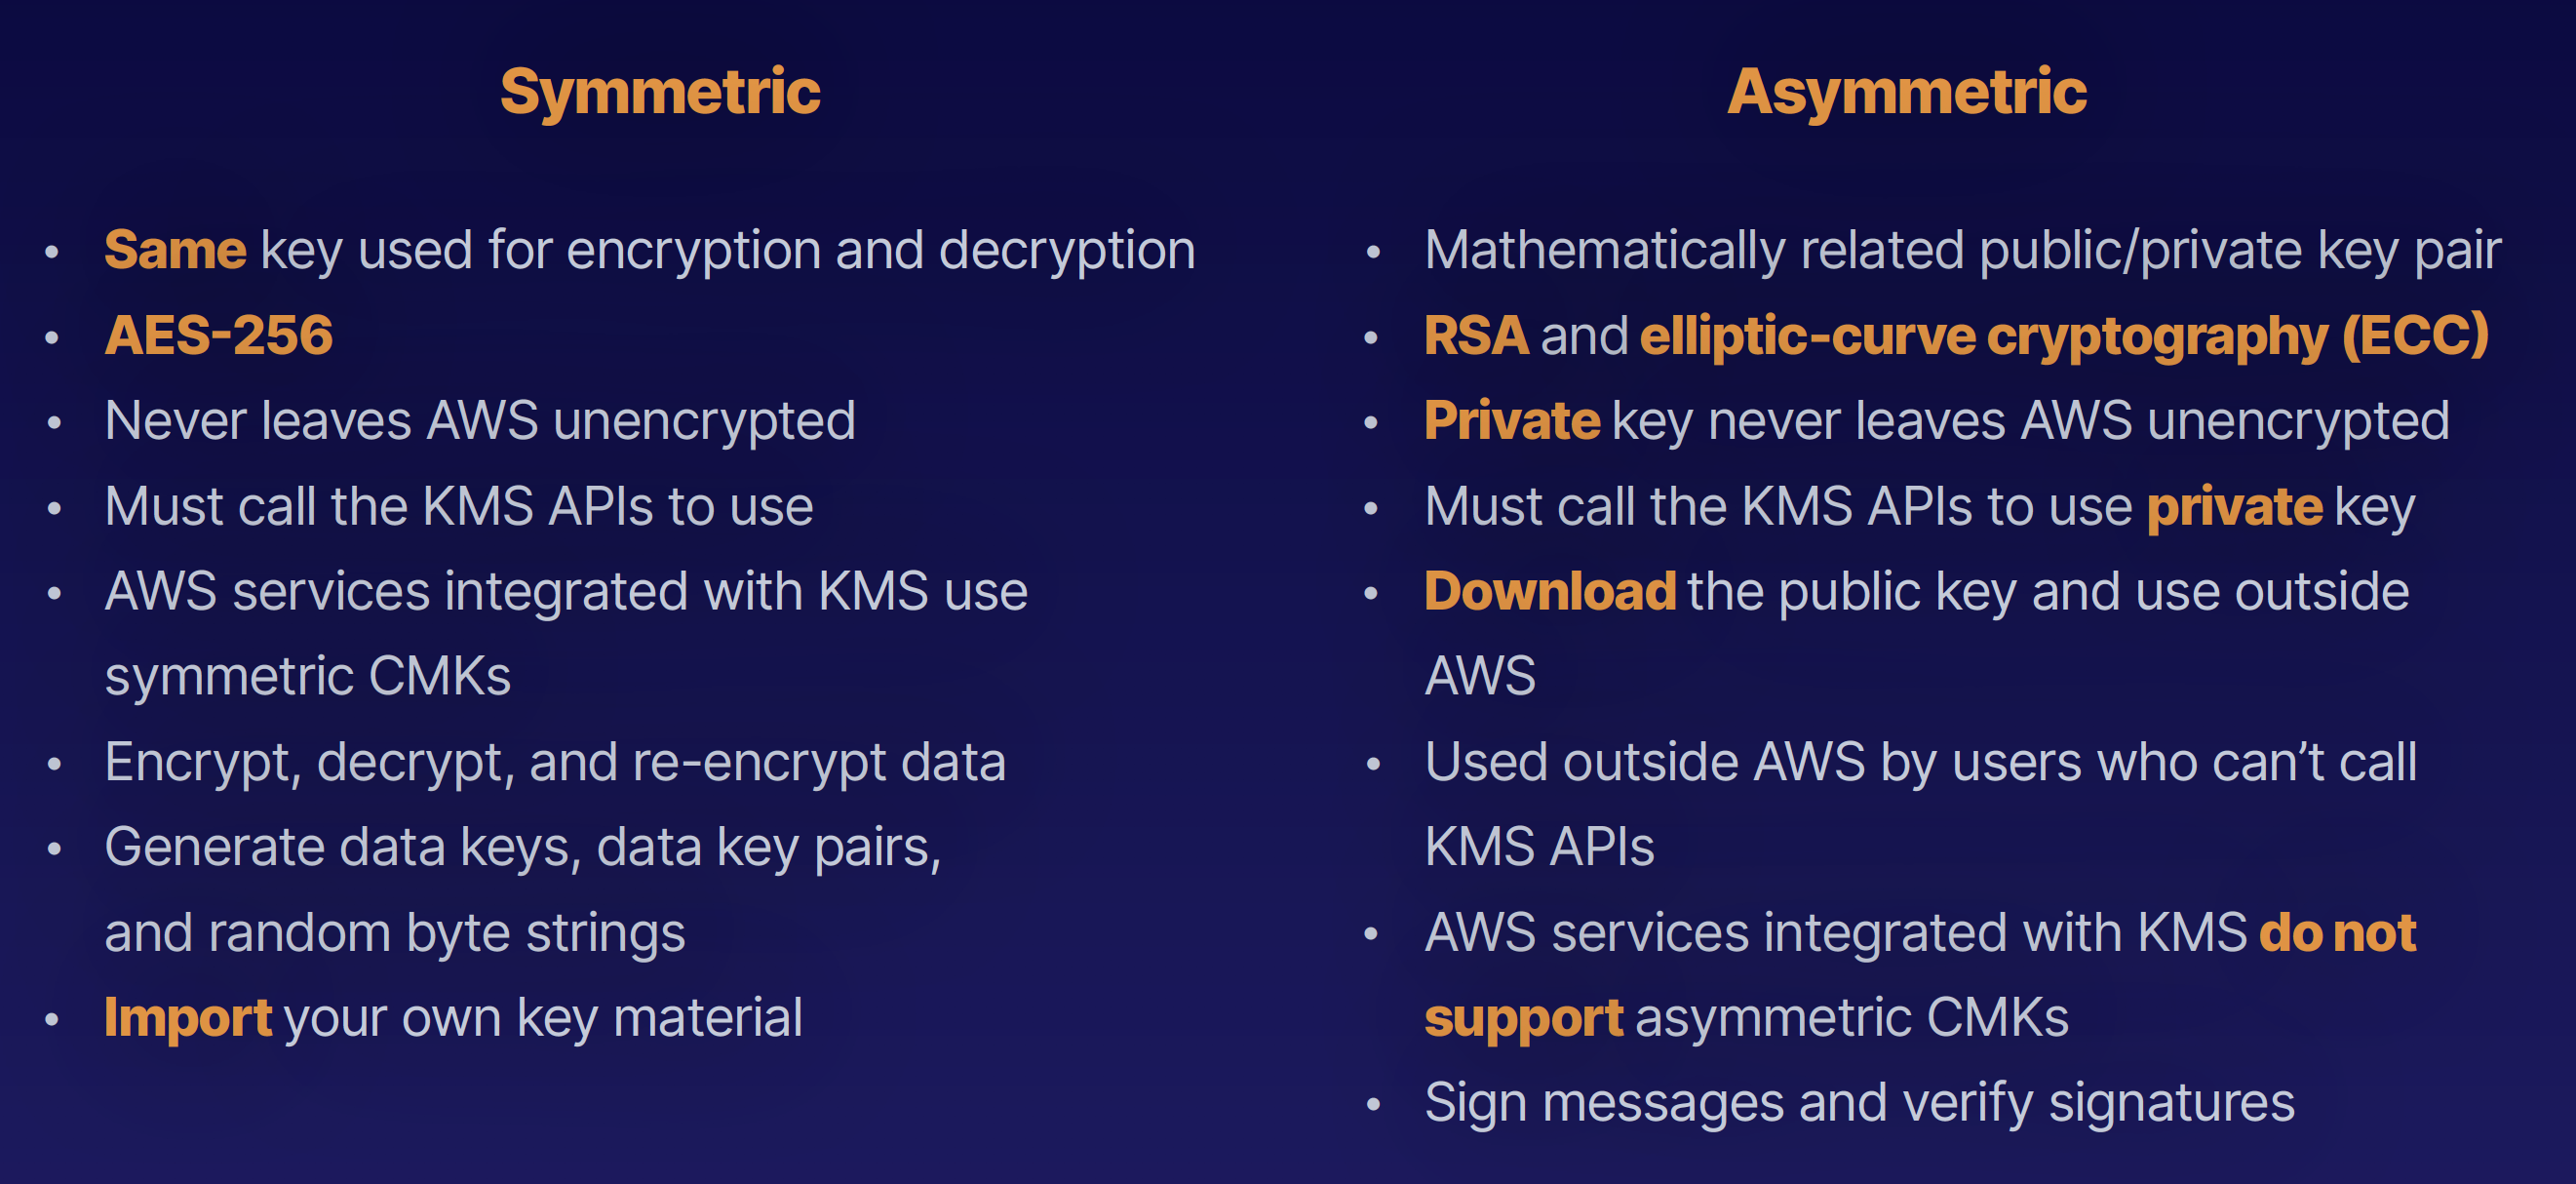 Symmetric
• Same key used for encryption and decryption
• AES-256
• Never leaves AWS unencrypted
• Must call the KMS APIs to use
• AWS services integrated with KMS use
symmetric CMKs
• Encrypt, decrypt, and re-encrypt data
• Generate data keys, data key pairs,
and random byte strings
• Import your own key material
Asymmetric
• Mathematically related public/private key pair
• RSA and elliptic-curve cryptography (ECC)
• Private key never leaves AWS unencrypted
• Must call the KMS APIs to use private key
• Download the public key and use outside
AWS
• Used outside AWS by users who can’t call
KMS APIs
• AWS services integrated with KMS do not
support asymmetric CMKs
• Sign messages and verify signatures